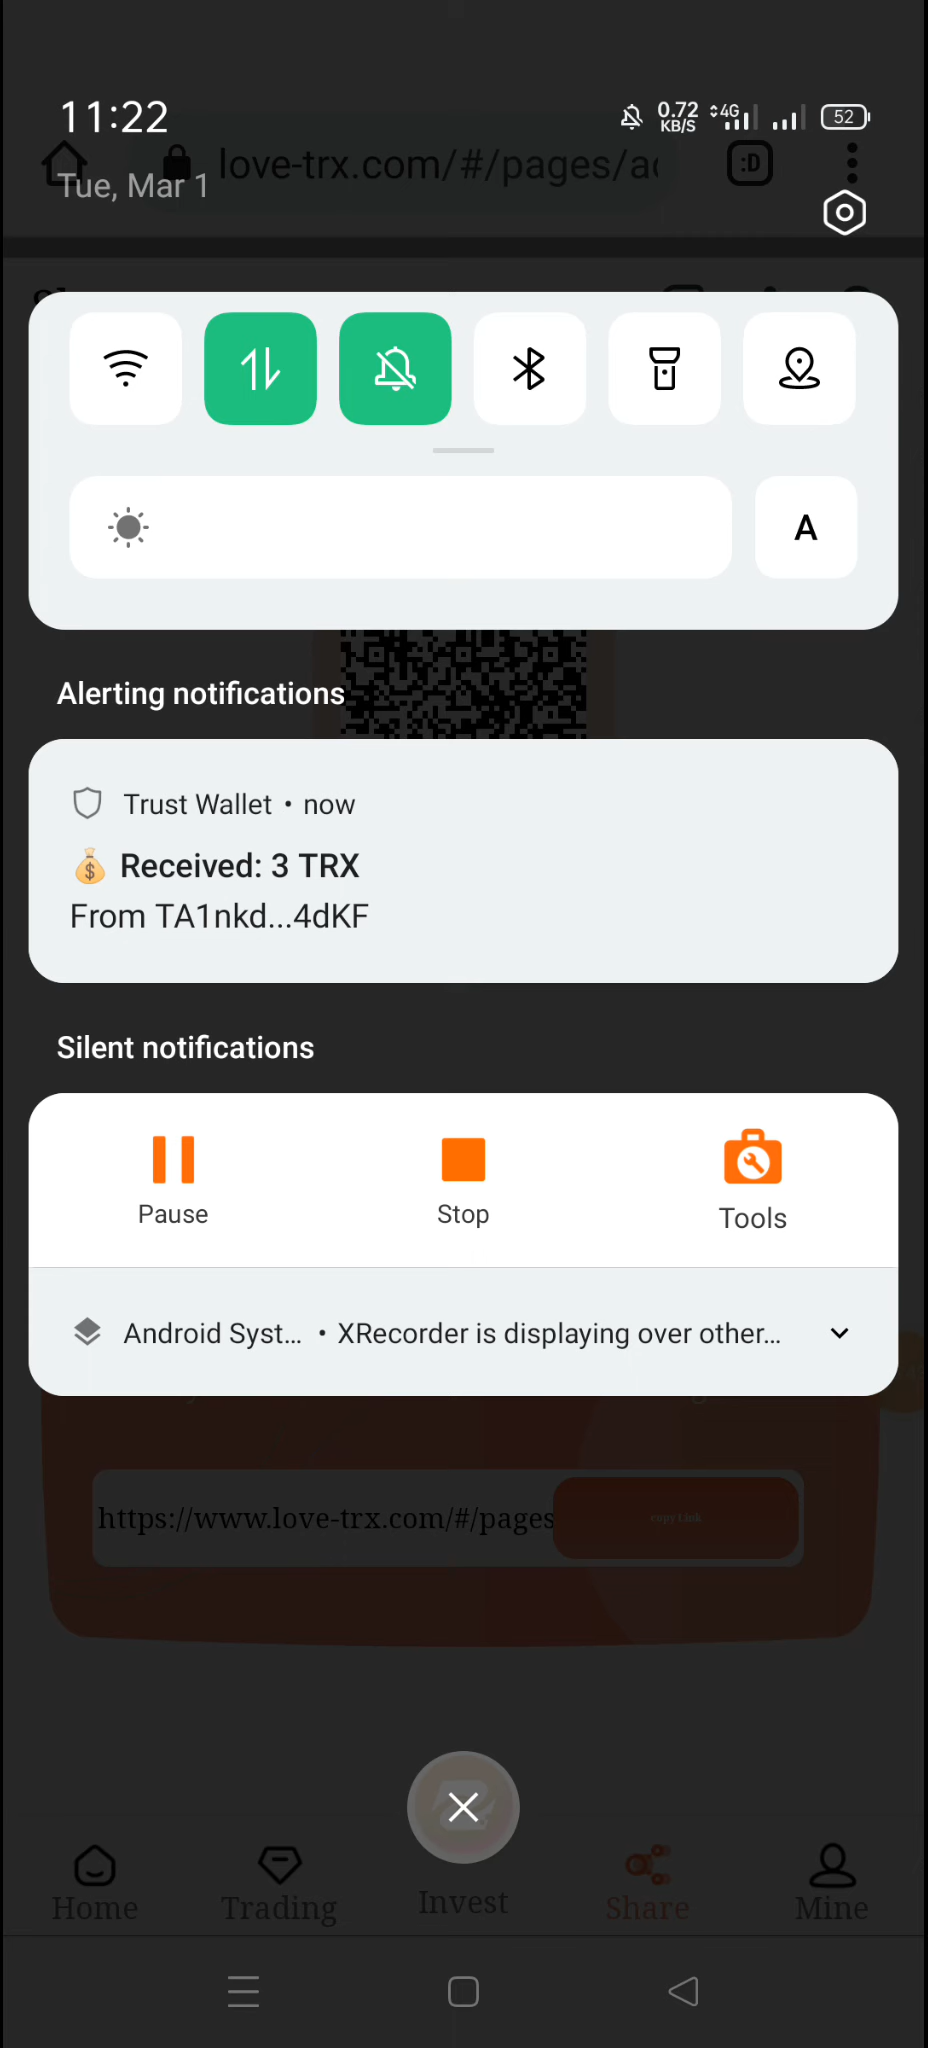 11:22
0.72
KB/S
4G
52
love-trx.com/#/pages/ac
:D
Tue, Mar 1
A
Alerting notifications
Trust Wallet • now
Received: 3 TRX
From TA1nkd...4dKF
Silent notifications
Pause
Stop
Tools
Android Syst... • XRecorder is displaying over other...
https://www.love-trx.com/#/pages
copy Link
Home
Trading
Invest
Share
Mine